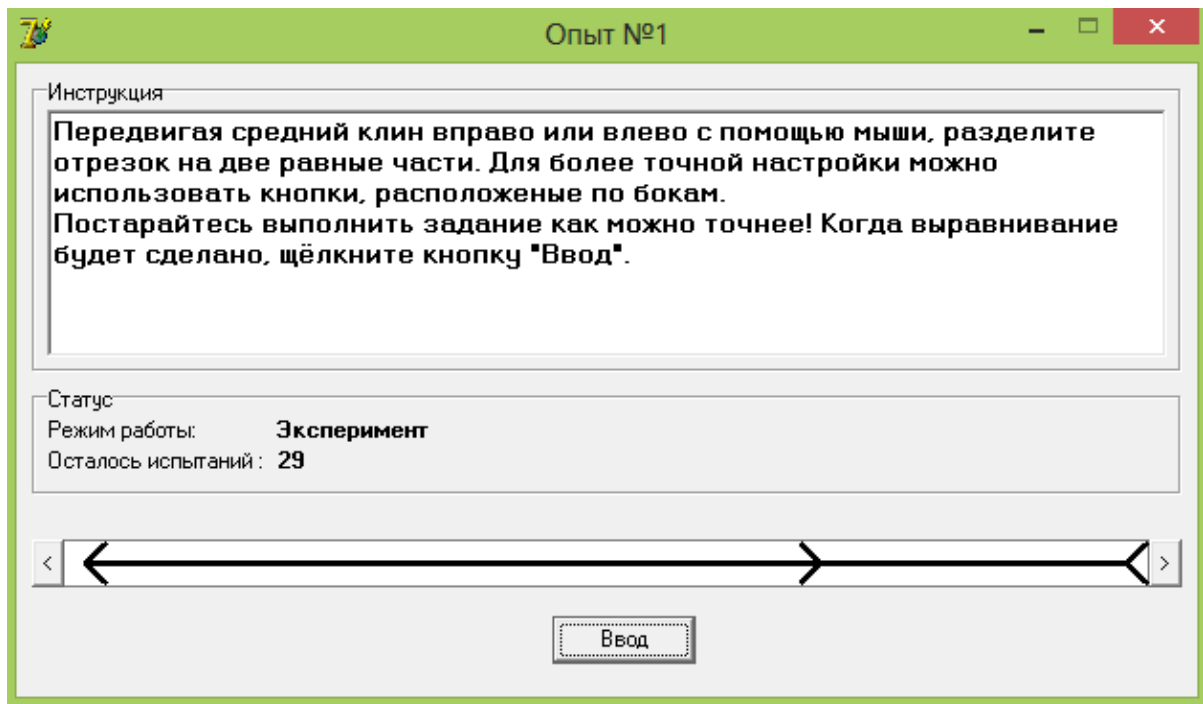 Опыт №1
Инструкция
Передвигая средний клин вправо или влево с помощью мыши, разделите
отрезок на две равные части. Для более точной настройки можно
использовать кнопки, расположеные по бокам.
Постарайтесь выполнить задание как можно точнее! Когда выравнивание
будет сделано, щёлкните кнопку "Ввод".
Статус
Режим работы: Эксперимент
Осталось испытаний : 29
< >
Ввод